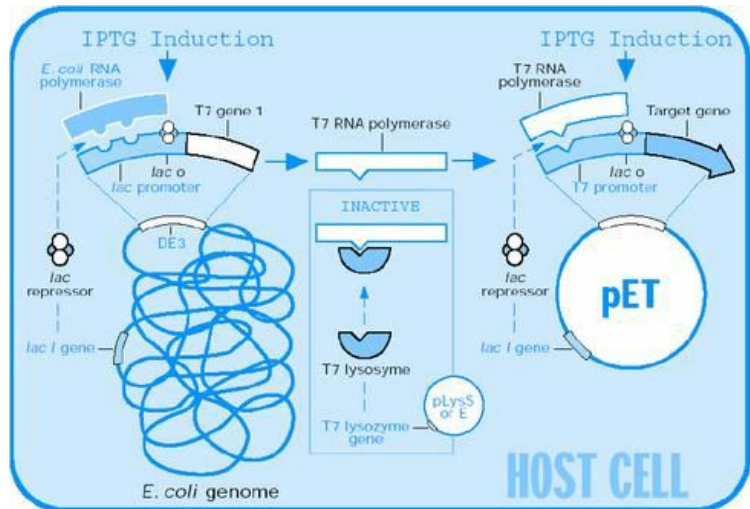 IPTG Induction
E. coli RNA
polymerase
T7 gene 1
lac o
lac promoter
DE3
lac
repressor
lac I gene
E. coli genome
T7 RNA polymerase
INACTIVE
T7 lysosyme
pLysS
or E
T7 lysozyme
gene
IPTG Induction
T7 RNA
polymerase
Target gene
lac o
T7 promoter
lac
repressor
lac I gene
pET
HOST CELL